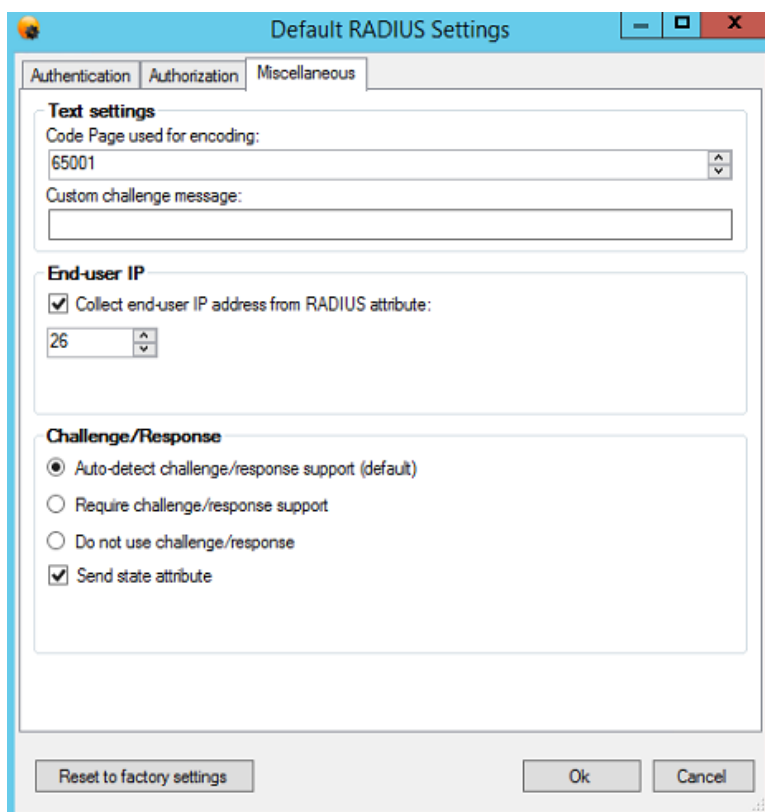 Default RADIUS Settings
Authentication
Authorization
Miscellaneous
Text settings
Code Page used for encoding:
65001
Custom challenge message:
End-user IP
Collect end-user IP address from RADIUS attribute:
26
Challenge/Response
Auto-detect challenge/response support (default)
Require challenge/response support
Do not use challenge/response
Send state attribute
Reset to factory settings
Ok
Cancel